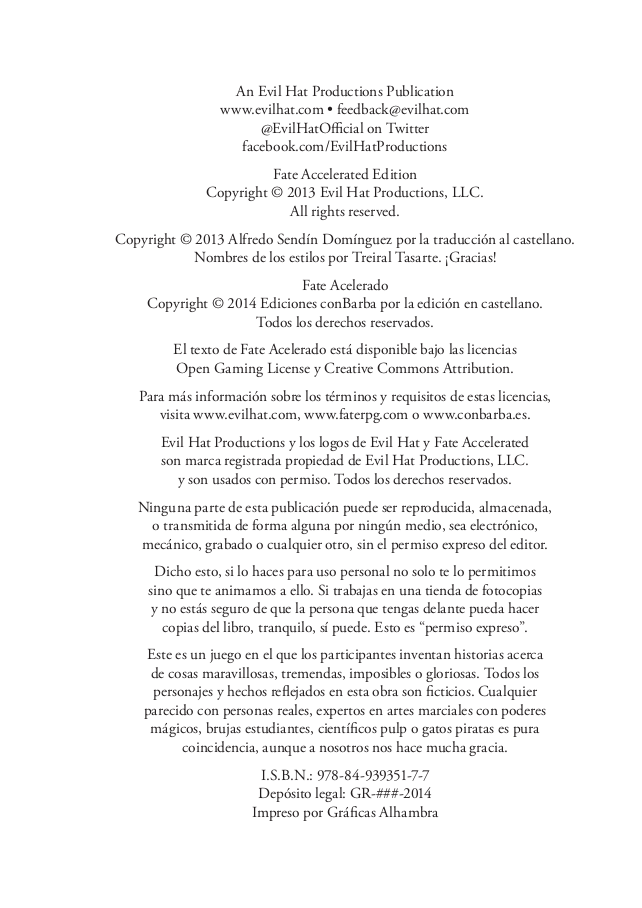 An Evil Hat Productions Publication
www.evilhat.com • feedback@evilhat.com
@EvilHatOfficial on Twitter
facebook.com/EvilHatProductions
Fate Accelerated Edition
Copyright © 2013 Evil Hat Productions, LLC.
All rights reserved.
Copyright © 2013 Alfredo Sendín Domínguez por la traducción al castellano.
Nombres de los estilos por Treiral Tasarte. ¡Gracias!
Fate Acelerado
Copyright © 2014 Ediciones conBarba por la edición en castellano.
Todos los derechos reservados.
El texto de Fate Acelerado está disponible bajo las licencias
Open Gaming License y Creative Commons Attribution.
Para más información sobre los términos y requisitos de estas licencias,
visita www.evilhat.com, www.faterpg.com o www.conbarba.es.
Evil Hat Productions y los logos de Evil Hat y Fate Accelerated
son marca registrada propiedad de Evil Hat Productions, LLC.
y son usados con permiso. Todos los derechos reservados.
Ninguna parte de esta publicación puede ser reproducida, almacenada,
o transmitida de forma alguna por ningún medio, sea electrónico,
mecánico, grabado o cualquier otro, sin el permiso expreso del editor.
Dicho esto, si lo haces para uso personal no solo te lo permitimos
sino que te animamos a ello. Si trabajas en una tienda de fotocopias
y no estás seguro de que la persona que tengas delante pueda hacer
copias del libro, tranquilo, sí puede. Esto es “permiso expreso”.
Este es un juego en el que los participantes inventan historias acerca
de cosas maravillosas, tremendas, imposibles o gloriosas. Todos los
personajes y hechos reflejados en esta obra son ficticios. Cualquier
parecido con personas reales, expertos en artes marciales con poderes
mágicos, brujas estudiantes, científicos pulp o gatos piratas es pura
coincidencia, aunque a nosotros nos hace mucha gracia.
I.S.B.N.: 978-84-939351-7-7
Depósito legal: GR-###-2014
Impreso por Gráficas Alhambra